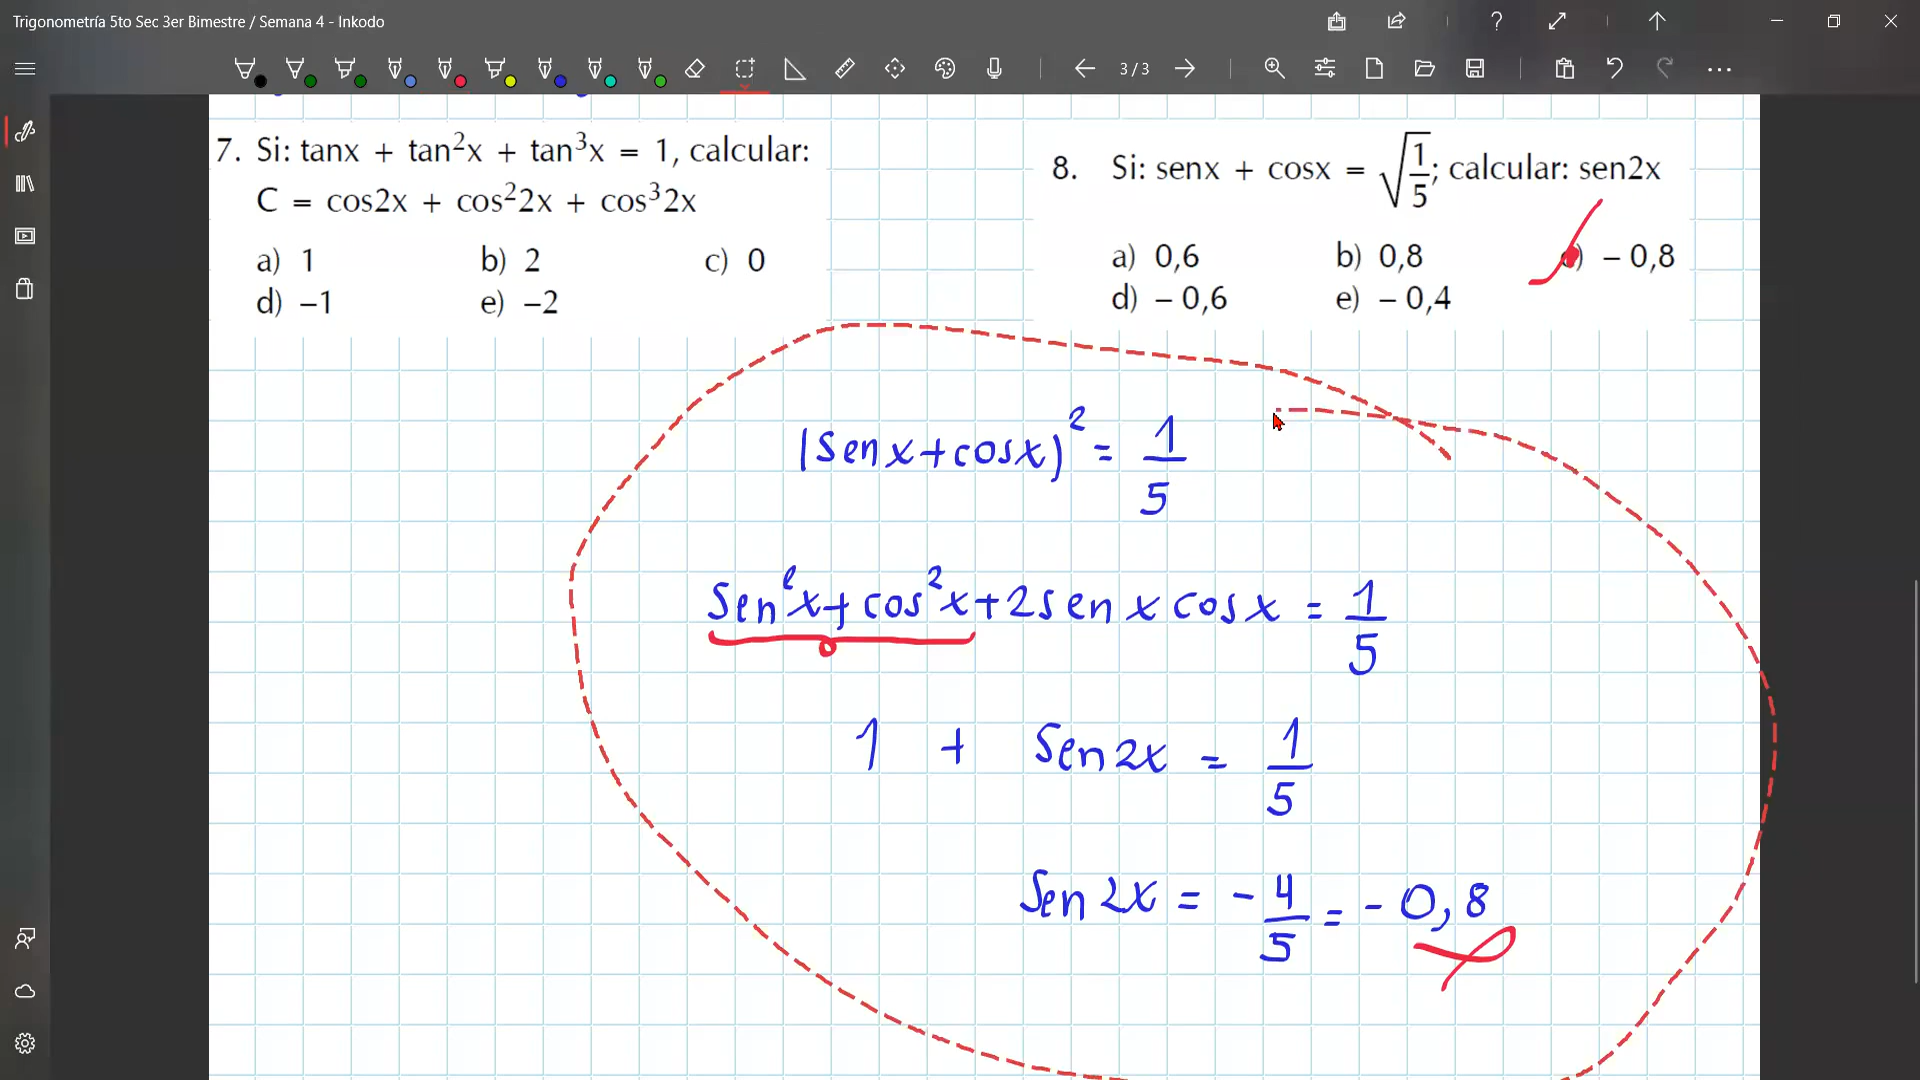 Trigonometría 5to Sec 3er Bimestre / Semana 4 - Inkodo
3 / 3
7. Si: tanx + tan²x + tan³x = 1, calcular:
C = cos2x + cos²2x + cos³2x
a) 1 b) 2 c) 0
d) −1 e) −2
8. Si: senx + cosx = √(1/5); calcular: sen2x
a) 0,6 b) 0,8 c) − 0,8
d) − 0,6 e) − 0,4
(Senx+cosx)² = 1/5
Sen²x+cos²x+2senxcosx = 1/5
1 + Sen2x = 1/5
Sen2x = -4/5 = -0,8